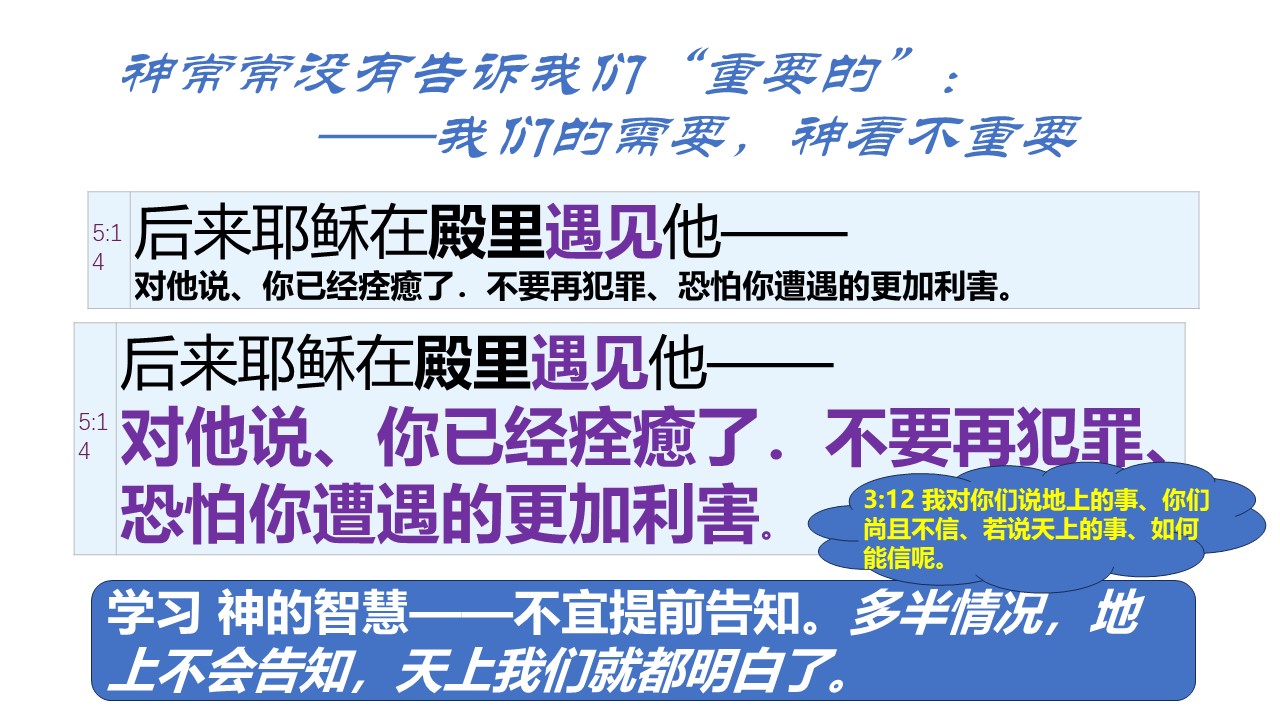 神常常没有告诉我们“重要的”：
——我们的需要，神看不重要
5:1
4
后来耶稣在殿里遇见他——
对他说、你已经痊癒了．不要再犯罪、恐怕你遭遇的更加利害。
5:1
4
后来耶稣在殿里遇见他——
对他说、你已经痊癒了．不要再犯罪、
恐怕你遭遇的更加利害。
3:12 我对你们说地上的事、你们
尚且不信、若说天上的事、如何
能信呢。
学习 神的智慧——不宜提前告知。多半情况，地
上不会告知，天上我们就都明白了。